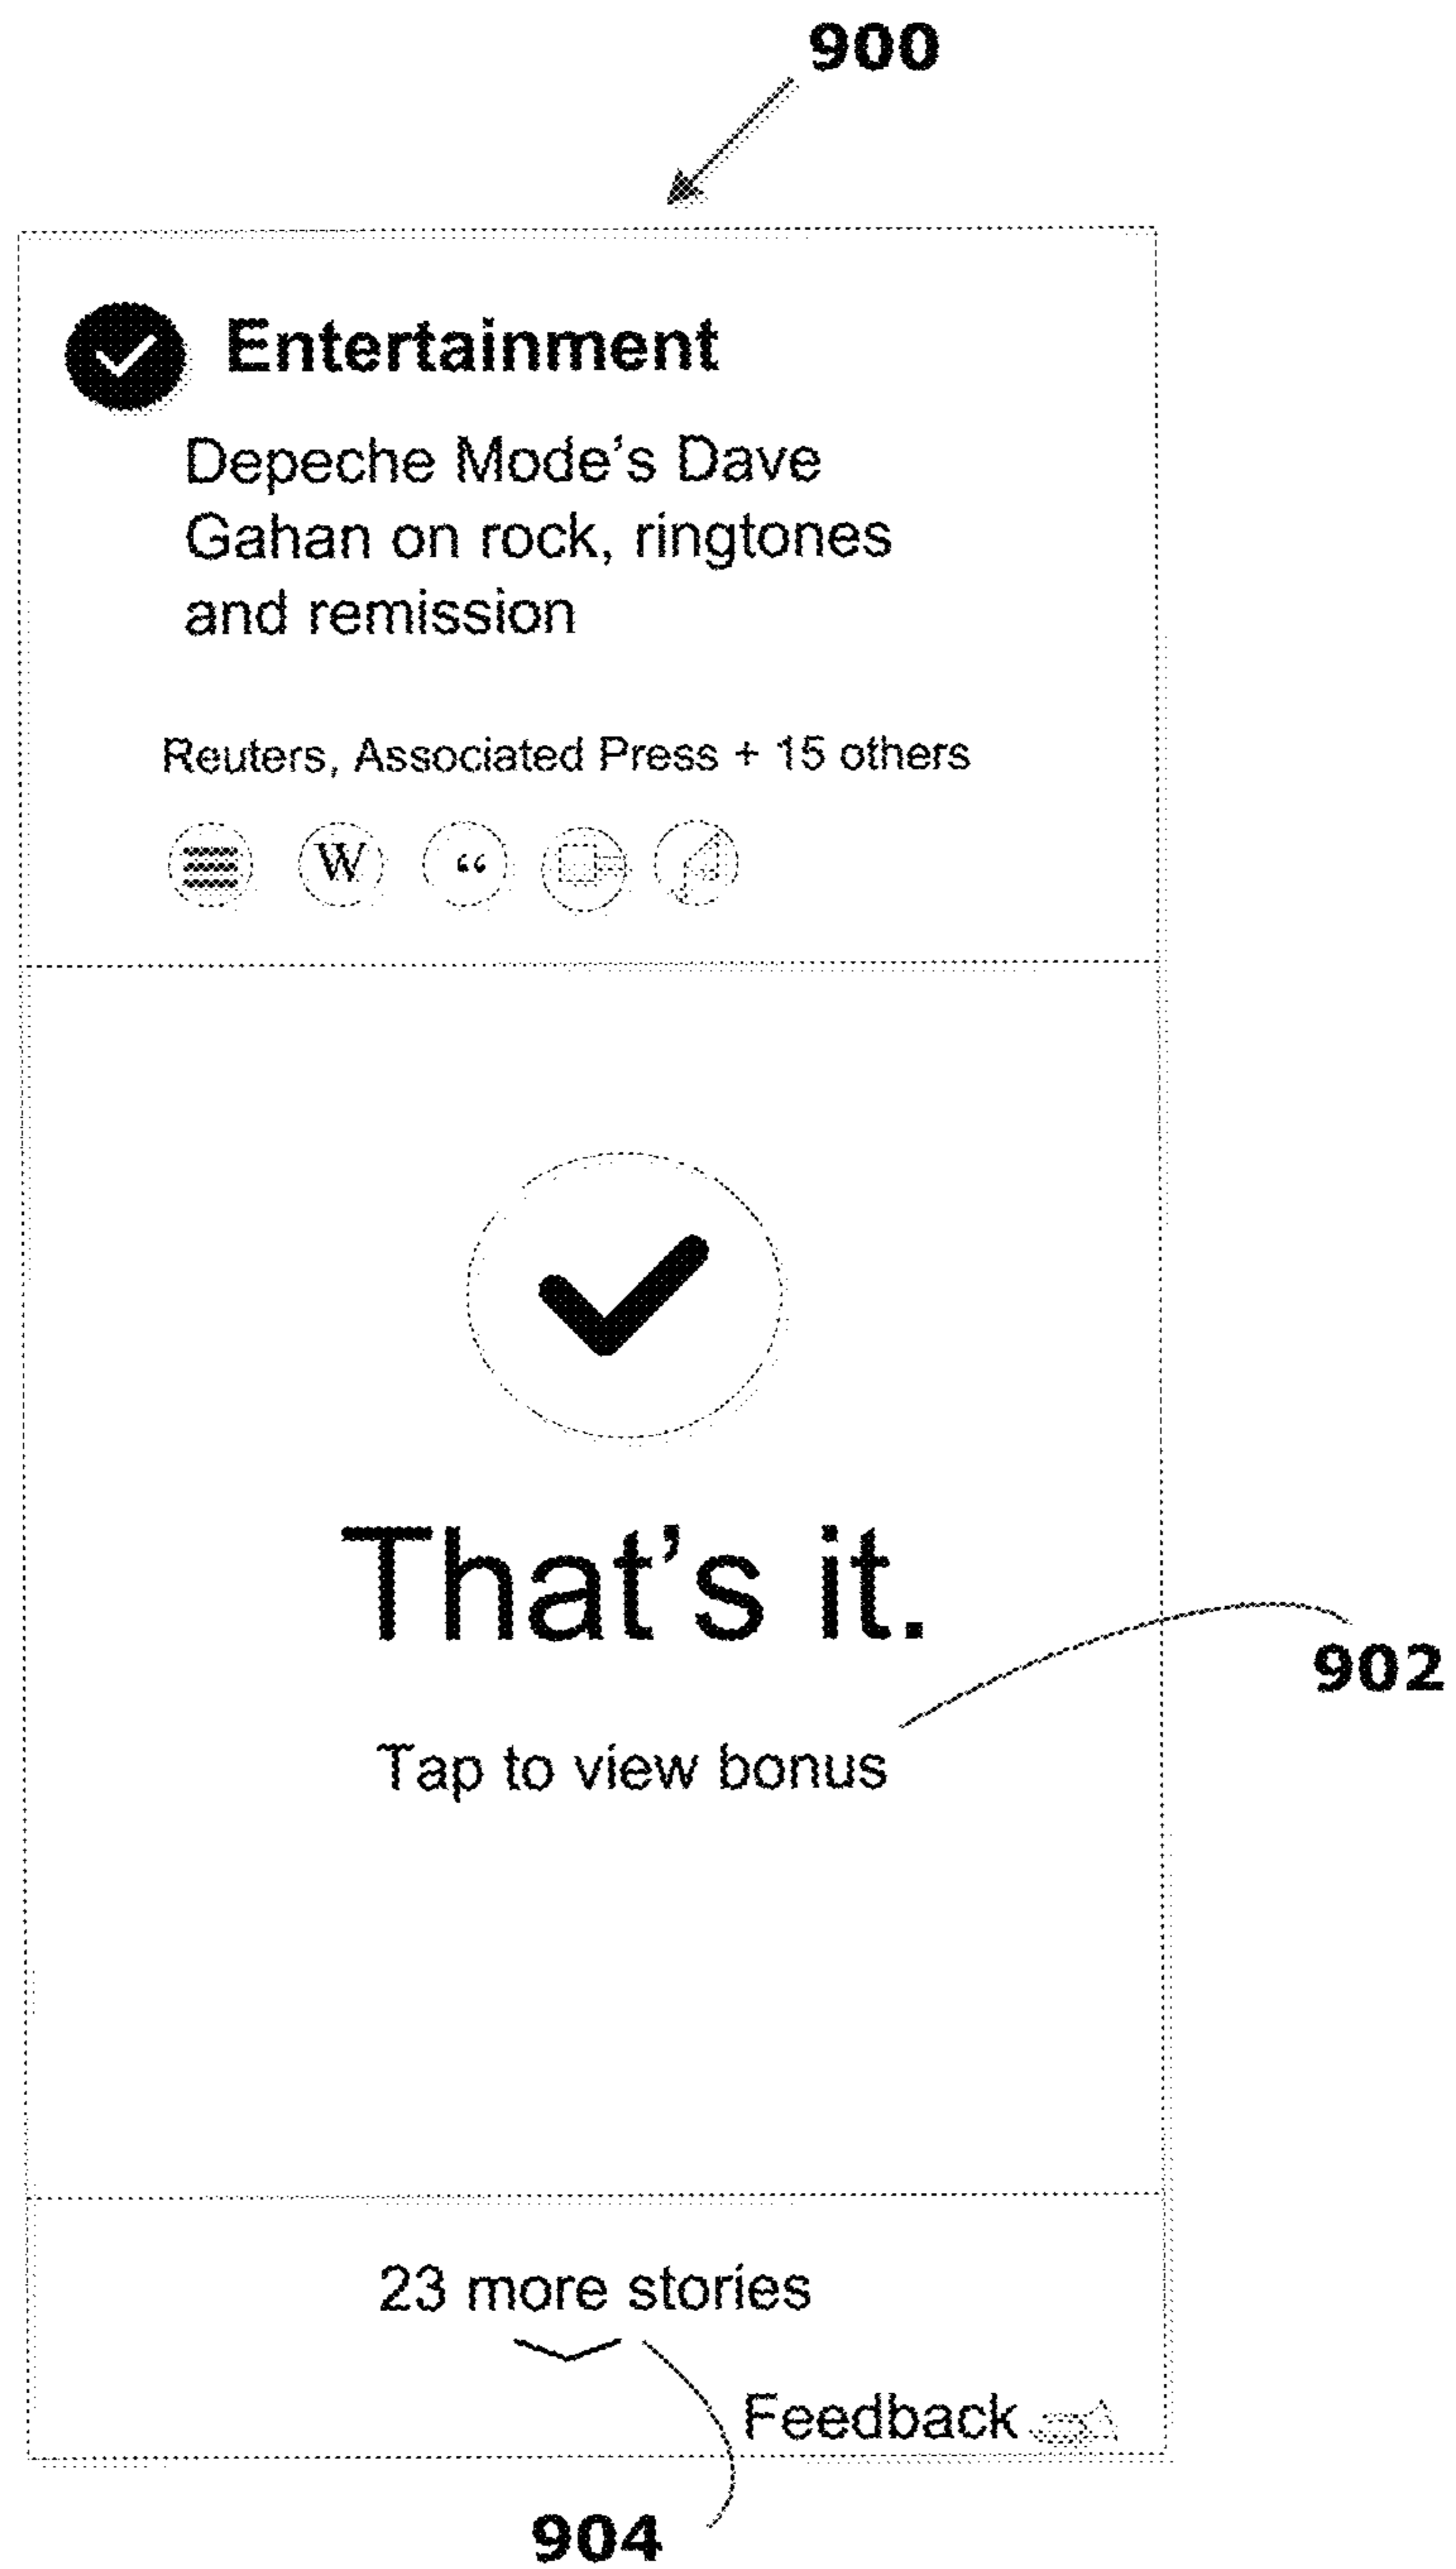 900
Entertainment
Depeche Mode's Dave
Gahan on rock, ringtones
and remission
Reuters, Associated Press + 15 others
W “
That's it.
902
Tap to view bonus
23 more stories
Feedback
904